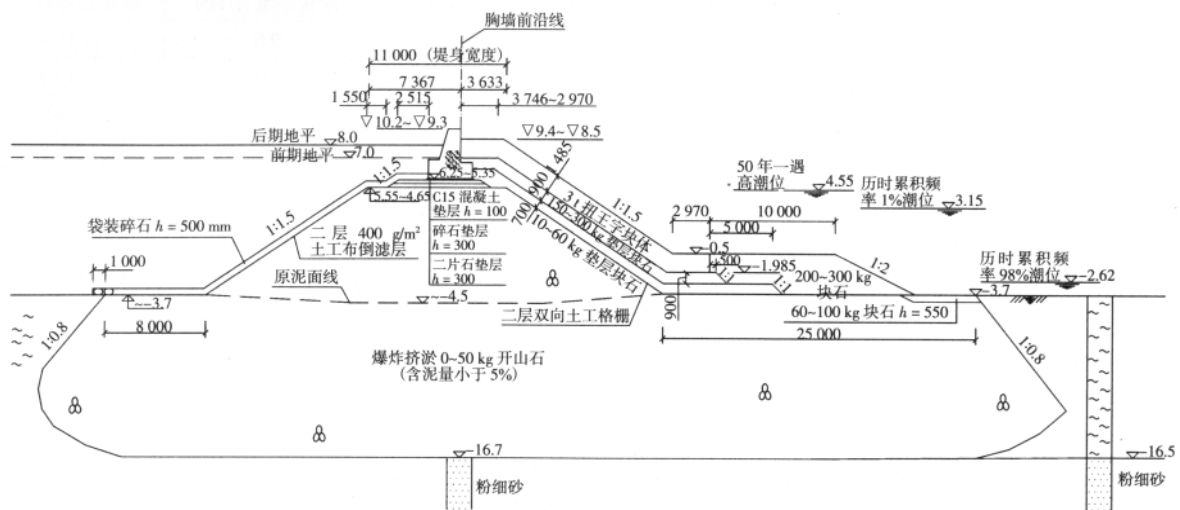 胸墙前沿线
11 000 (堤身宽度)
7 367
3 633
1 550
2 515
3 746~2 970
▽10.2~▽9.3
▽9.4~▽8.5
后期地平
8.0
前期地平
7.0
1:1.5
6.25~5.35
5.55~4.65
485
900
700
50 年一遇
高潮位
4.55
历时累积频
率 1%潮位
3.15
C15 混凝土
垫层 h = 100
碎石垫层
h = 300
二片石垫层
h = 300
3 t 扭王字块体
1:1.5
150~300 kg 垫层块石
10~60 kg 垫层块石
2 970
10 000
5 000
袋装碎石 h = 500 mm
1:1.5
二 层 400 g/m²
土工布倒滤层
-0.5
500
-1.985
1:1
1:1
1:2
200~300 kg
块石
历时累积频
率 98%潮位
-2.62
1 000
原泥面线
~-3.7
~-4.5
-3.7
8 000
二层双向土工格栅
900
60~100 kg 块石 h = 550
25 000
1:0.8
1:0.8
爆炸挤淤 0~50 kg 开山石
(含泥量小于 5%)
-16.7
-16.5
粉细砂
粉细砂